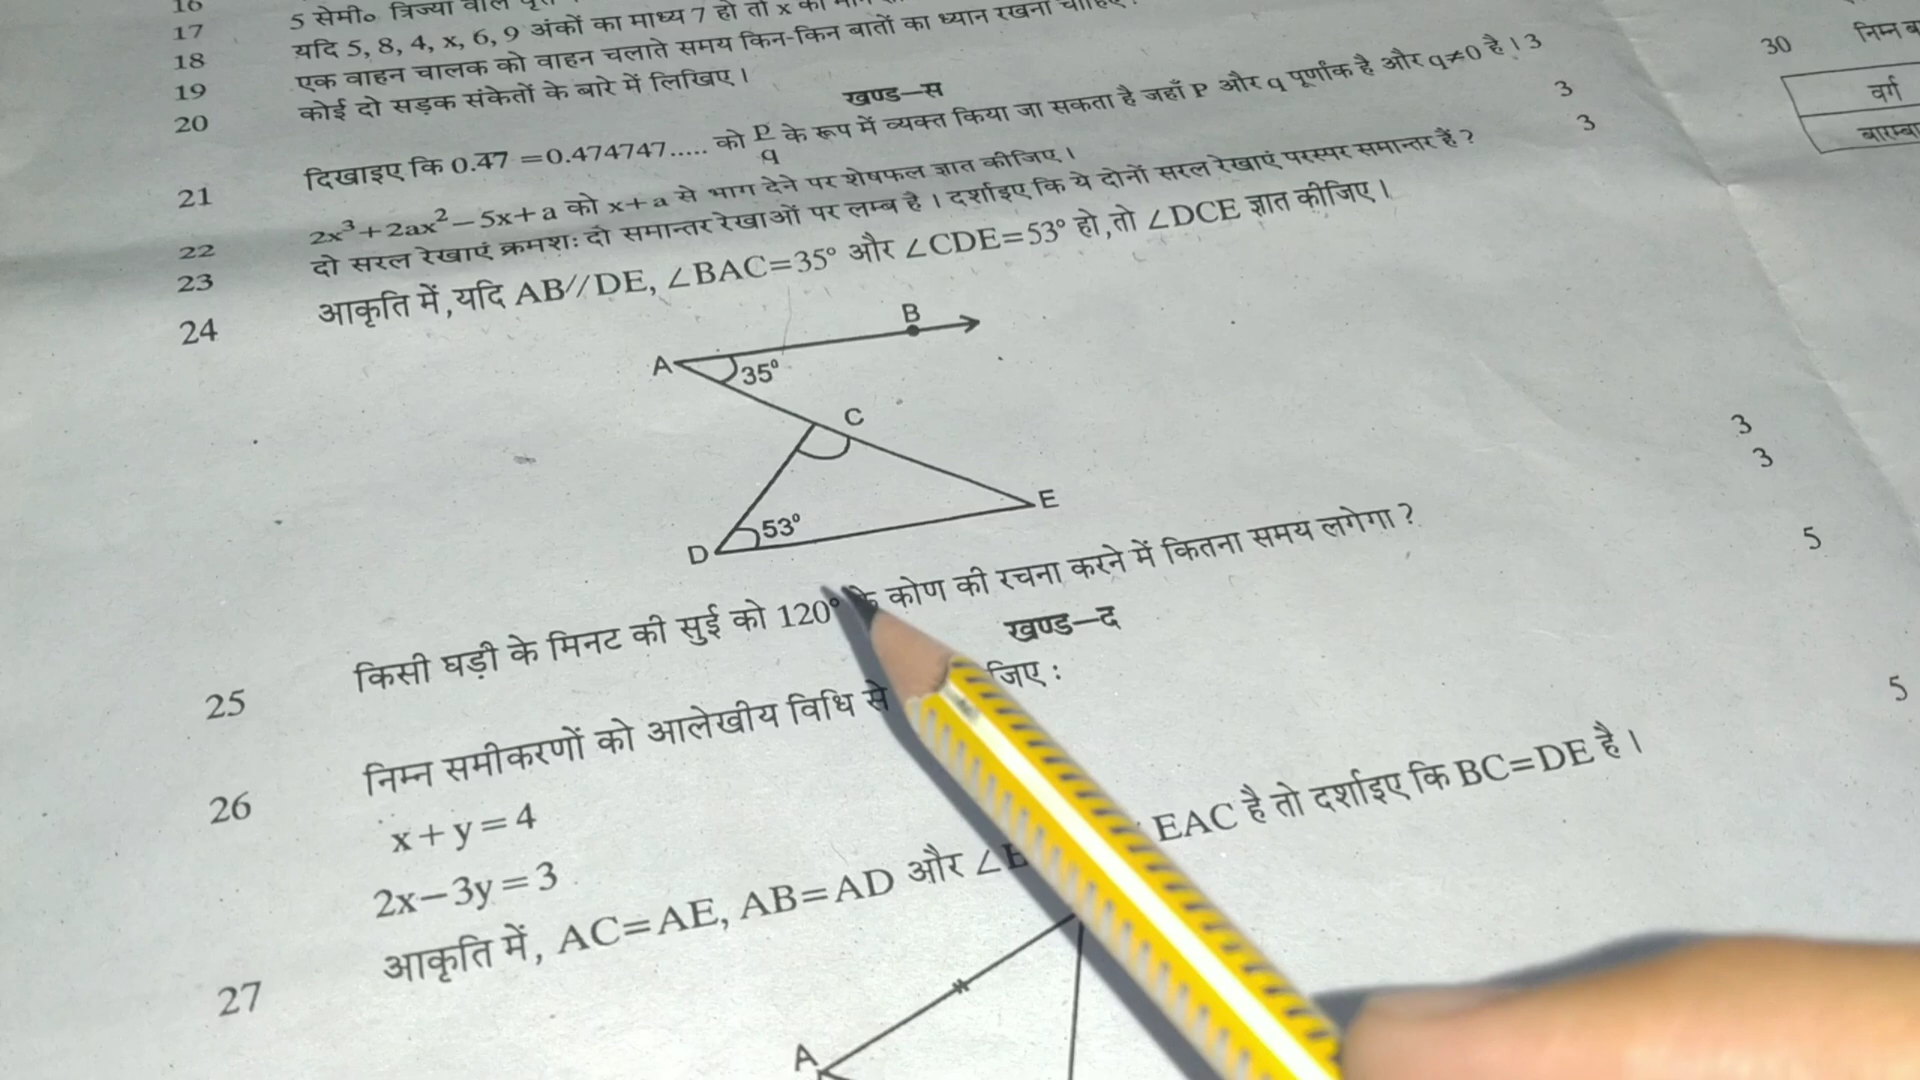 16
17 5 सेमी० त्रिज्या वाले
18 यदि 5, 8, 4, x, 6, 9 अंकों का माध्य 7 हो तो x का
19 एक वाहन चालक को वाहन चलाते समय किन-किन बातों का ध्यान रखना चाहिए?
20 कोई दो सड़क संकेतों के बारे में लिखिए।
खण्ड–स
21 दिखाइए कि 0.47 = 0.474747..... को p/q के रूप में व्यक्त किया जा सकता है जहाँ P और q पूर्णांक है और q≠0 है। 3
22 2x³+2ax²−5x+a को x+a से भाग देने पर शेषफल ज्ञात कीजिए। 3
23 दो सरल रेखाएं क्रमशः दो समान्तर रेखाओं पर लम्ब है। दर्शाइए कि ये दोनों सरल रेखाएं परस्पर समान्तर हैं? 3
24 आकृति में, यदि AB//DE, ∠BAC=35° और ∠CDE=53° हो, तो ∠DCE ज्ञात कीजिए।
B
A 35°
C
E
D 53°
3
3
25 किसी घड़ी के मिनट की सुई को 120° के कोण की रचना करने में कितना समय लगेगा?
खण्ड–द
5
26 निम्न समीकरणों को आलेखीय विधि से जिए :
x+y=4
2x−3y=3
5
27 आकृति में, AC=AE, AB=AD और ∠ EAC है तो दर्शाइए कि BC=DE है।
A
30 निम्न
वर्ग